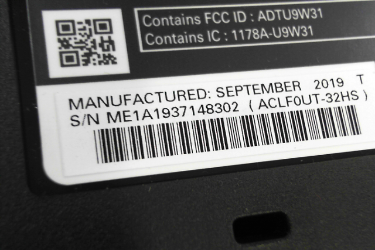 Contains FCC ID : ADTU9W31
Contains IC : 1178A-U9W31
MANUFACTURED: SEPTEMBER 2019 T
S/N ME1A1937148302 ( ACLF0UT-32HS )